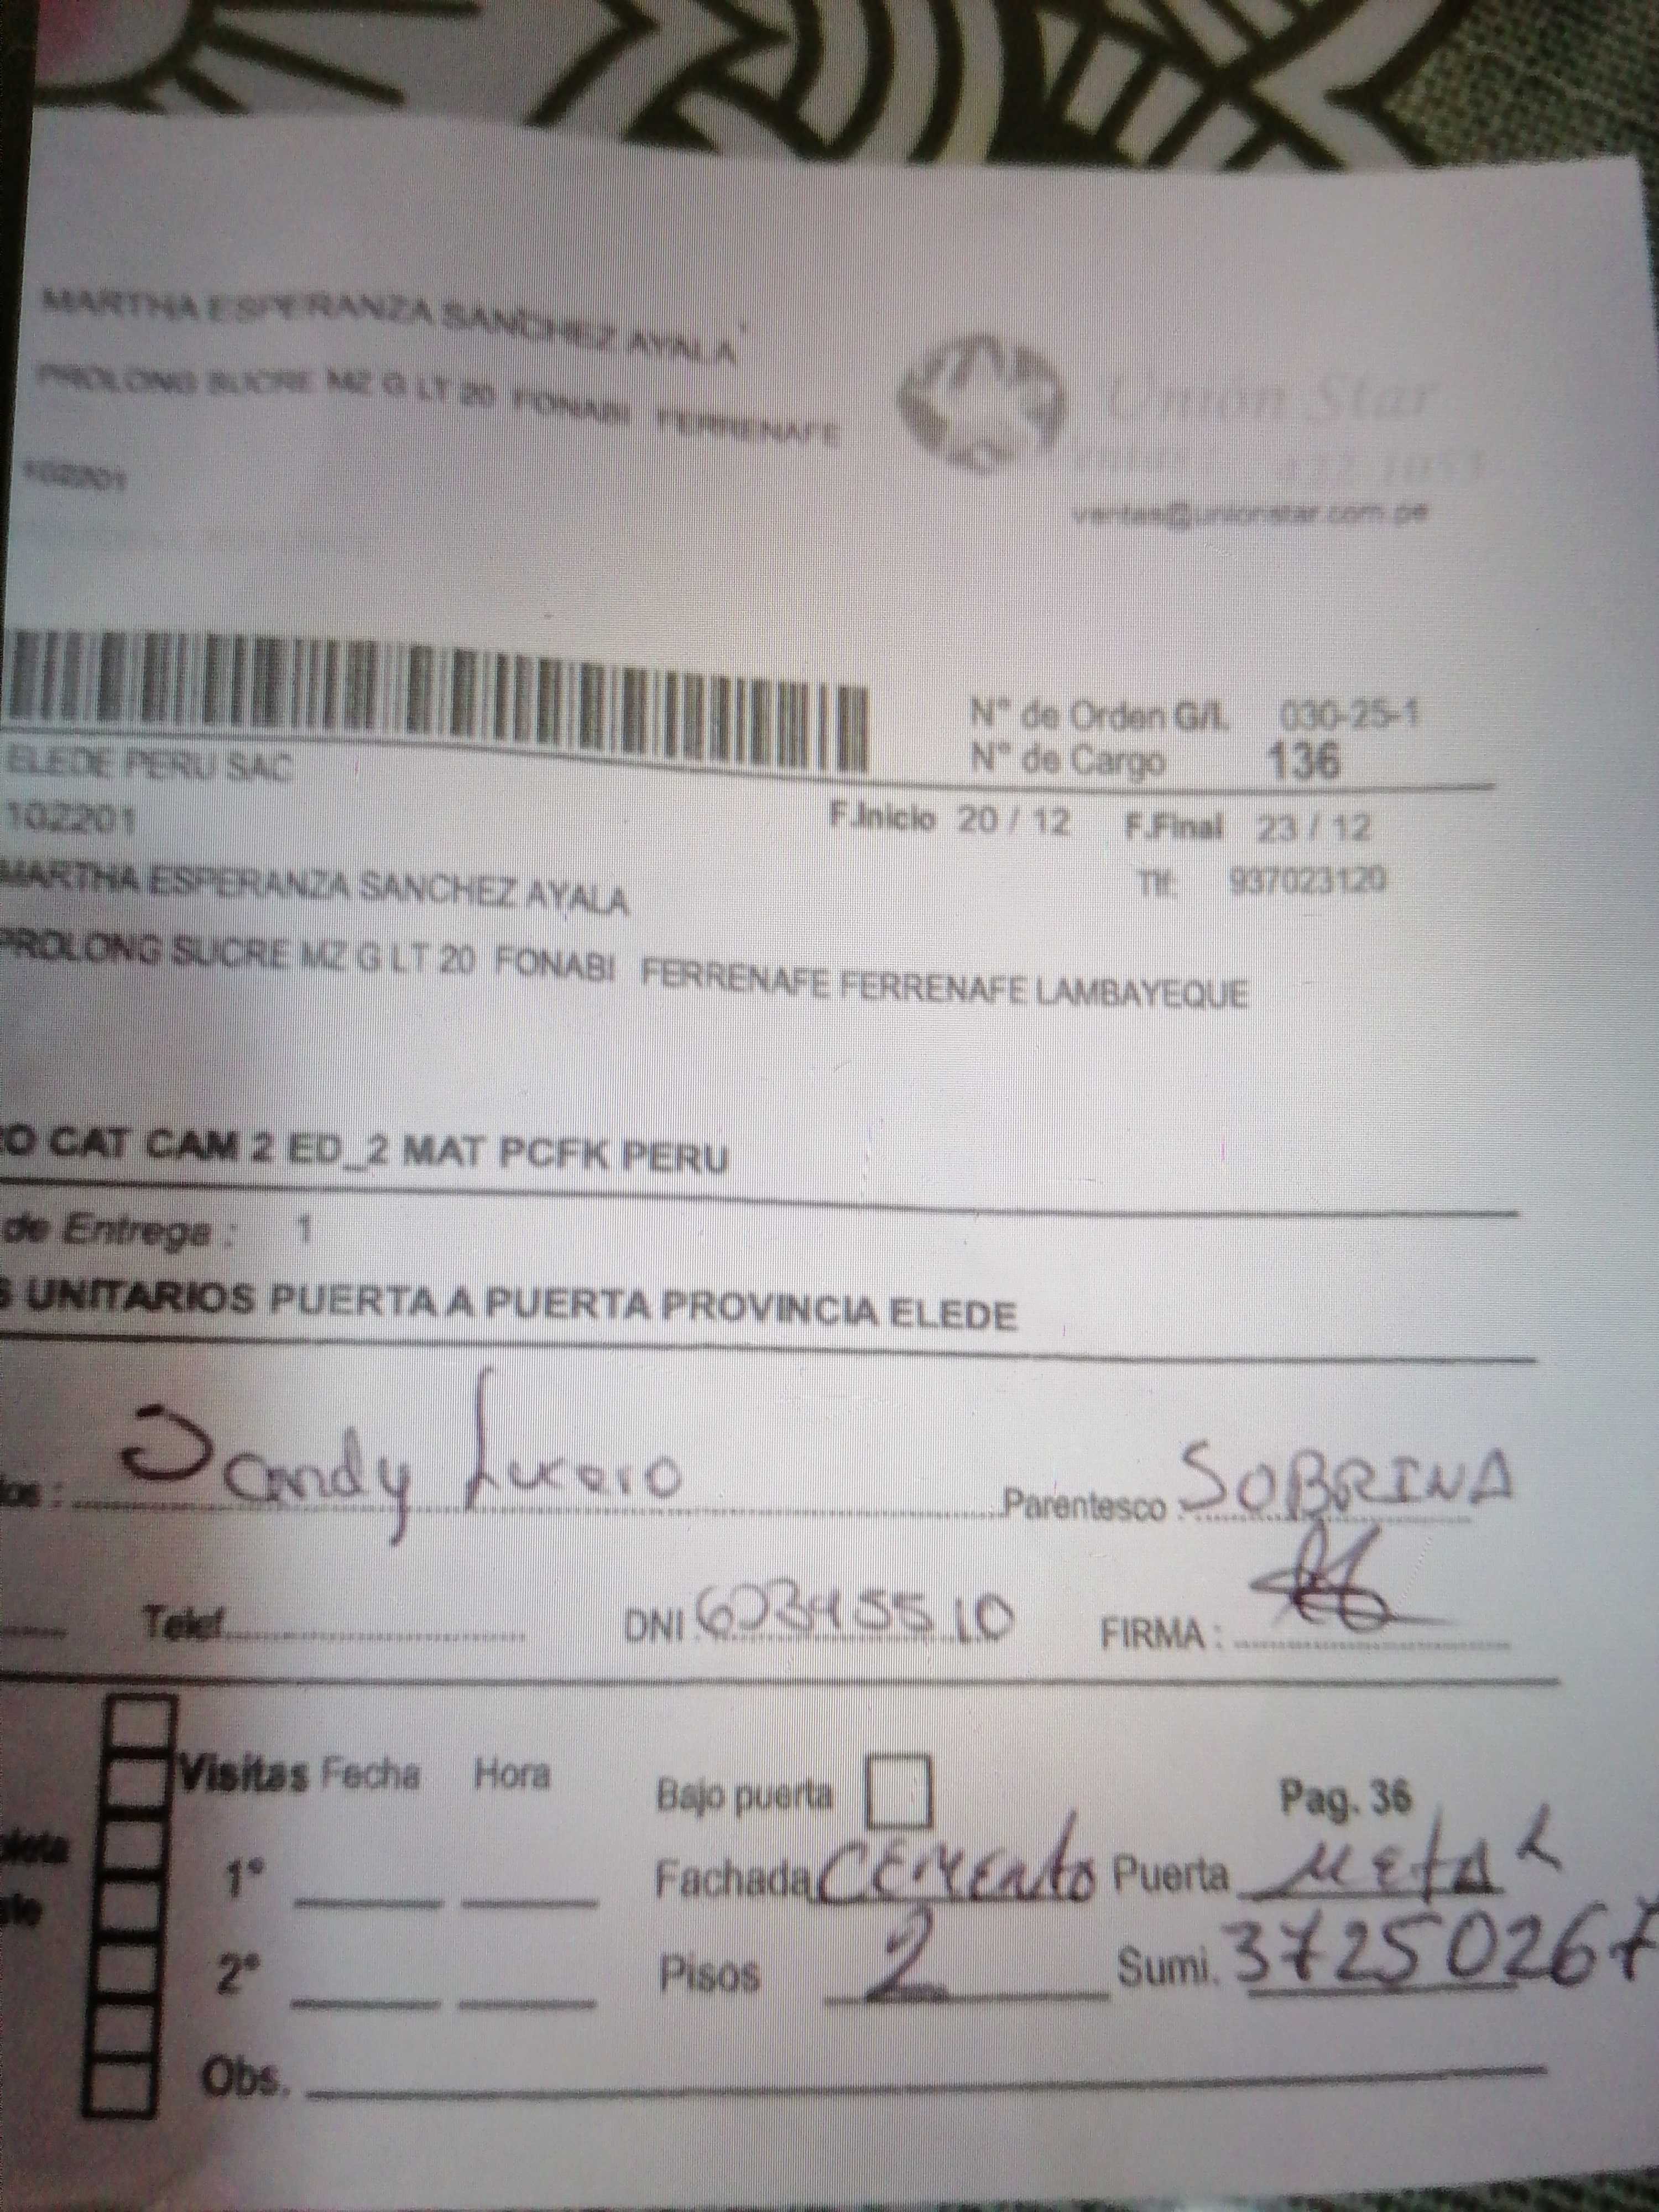 MARTHA ESPERANZA SANCHEZ AYALA
PROLONG SUCRE MZ G LT 20 FONABI FERRENAFE
102201
Unión Star
ventas@unionstar.com.pe
N° de Orden G/L 030-25-1
N° de Cargo 136
ELEDE PERU SAC
102201
F.Inicio 20 / 12 F.Final 23 / 12
MARTHA ESPERANZA SANCHEZ AYALA
Tlf: 937023120
PROLONG SUCRE MZ G LT 20 FONABI FERRENAFE FERRENAFE LAMBAYEQUE
RO CAT CAM 2 ED_2 MAT PCFK PERU
de Entrega : 1
S UNITARIOS PUERTA A PUERTA PROVINCIA ELEDE
Sandy Lucero Parentesco : SOBRINA
Telef. DNI FIRMA :
Visitas Fecha Hora Bajo puerta Pag. 36
1° Fachada Cemento Puerta Metal
2° Pisos 2 Sumi. 37250267
Obs.